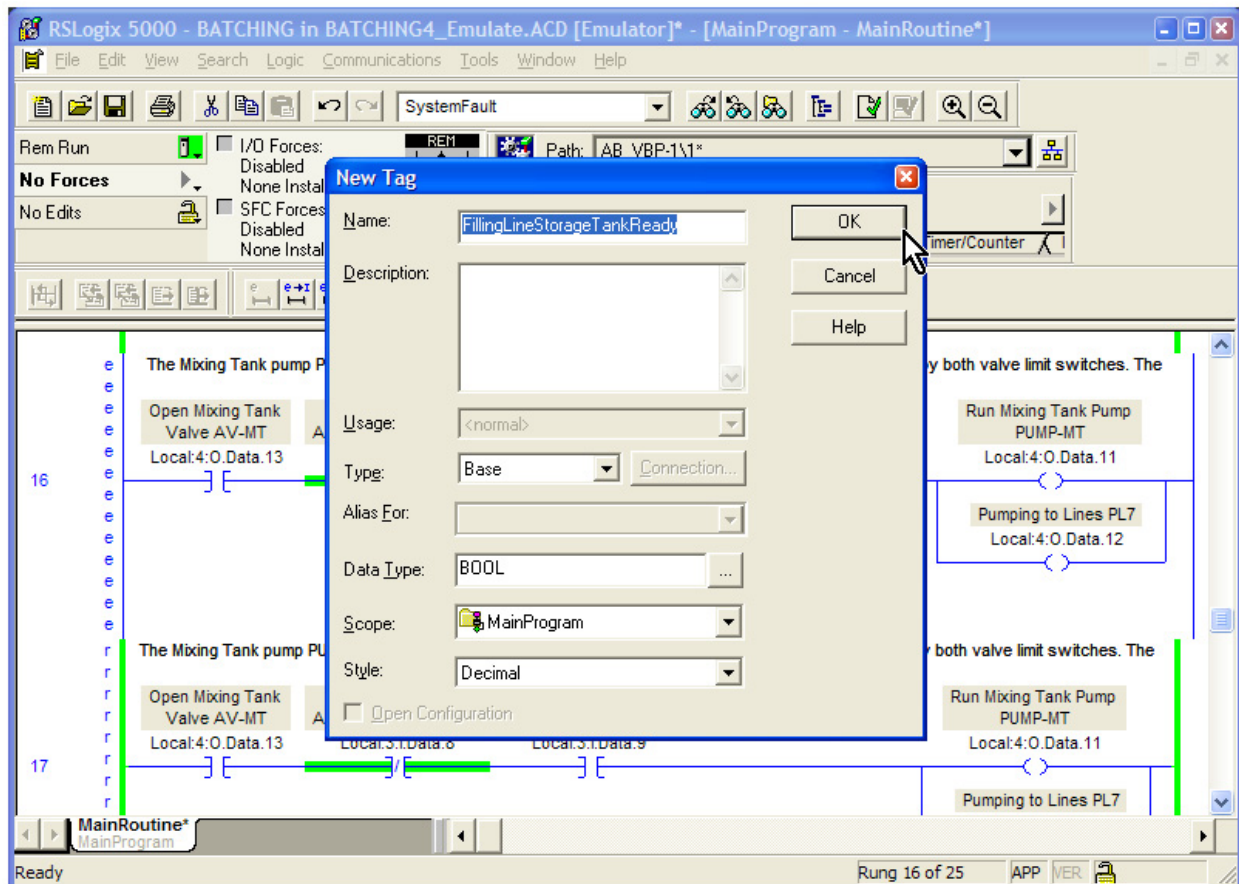 RSLogix 5000 - BATCHING in BATCHING4_Emulate.ACD [Emulator]* - [MainProgram - MainRoutine*]
File Edit View Search Logic Communications Tools Window Help
SystemFault
Rem Run
I/O Forces:
REM
Path: AB_VBP-1\1*
Disabled
No Forces
None Instal
No Edits
SFC Forces
Disabled
None Instal
Timer/Counter
New Tag
Name:
FillingLineStorageTankReady
OK
Description:
Cancel
Help
Usage:
<normal>
Type:
Base
Connection...
Alias For:
Data Type:
BOOL
...
Scope:
MainProgram
Style:
Decimal
Open Configuration
e
e
e
e
e
e
e
e
e
e
e
e
e
The Mixing Tank pump P
y both valve limit switches. The
Open Mixing Tank
Valve AV-MT
A
Local:4:O.Data.13
16
Run Mixing Tank Pump
PUMP-MT
Local:4:O.Data.11
Pumping to Lines PL7
Local:4:O.Data.12
r
r
r
r
r
r
r
r
The Mixing Tank pump PU
both valve limit switches. The
Open Mixing Tank
Valve AV-MT
A
Local:4:O.Data.13
Local:3:I.Data.8
Local:3:I.Data.9
17
Run Mixing Tank Pump
PUMP-MT
Local:4:O.Data.11
Pumping to Lines PL7
MainRoutine*
MainProgram
Ready
Rung 16 of 25
APP
VER